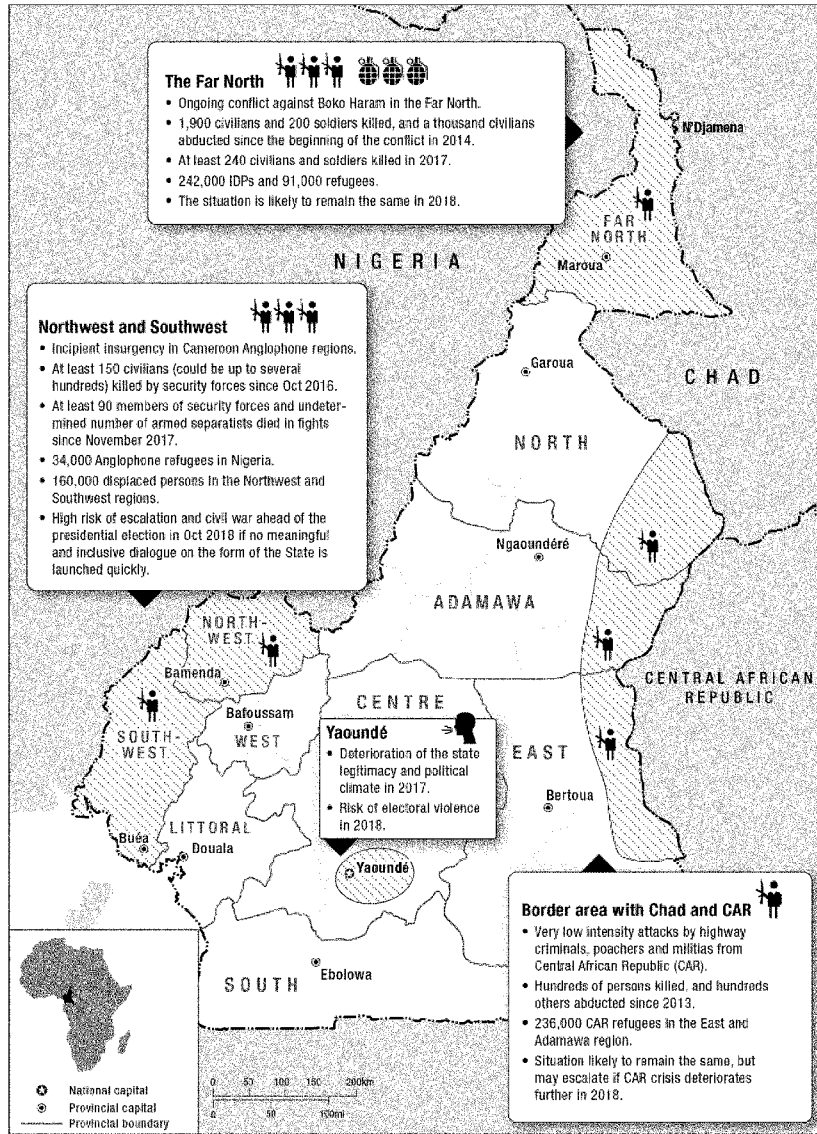 The Far North
• Ongoing conflict against Boko Haram in the Far North.
• 1,900 civilians and 200 soldiers killed, and a thousand civilians
abducted since the beginning of the conflict in 2014.
• At least 240 civilians and soldiers killed in 2017.
• 242,000 IDPs and 91,000 refugees.
• The situation is likely to remain the same in 2018.
N'Djamena
FAR
NORTH
Maroua
NIGERIA
Northwest and Southwest
• Incipient insurgency in Cameroon Anglophone regions.
• At least 150 civilians (could be up to several
hundreds) killed by security forces since Oct 2016.
• At least 90 members of security forces and undeter-
mined number of armed separatists died in fights
since November 2017.
• 34,000 Anglophone refugees in Nigeria.
• 160,000 displaced persons in the Northwest and
Southwest regions.
• High risk of escalation and civil war ahead of the
presidential election in Oct 2018 if no meaningful
and inclusive dialogue on the form of the State is
launched quickly.
Garoua
CHAD
NORTH
Ngaoundéré
ADAMAWA
NORTH-
WEST
Bamenda
CENTRAL AFRICAN
REPUBLIC
CENTRE
Bafoussam
WEST
SOUTH-
WEST
Yaoundé
• Deterioration of the state
legitimacy and political
climate in 2017.
• Risk of electoral violence
in 2018.
EAST
Bertoua
LITTORAL
Buéa
Douala
Yaoundé
Border area with Chad and CAR
• Very low intensity attacks by highway
criminals, poachers and militias from
Central African Republic (CAR).
• Hundreds of persons killed, and hundreds
others abducted since 2013.
• 236,000 CAR refugees in the East and
Adamawa region.
• Situation likely to remain the same, but
may escalate if CAR crisis deteriorates
further in 2018.
SOUTH
Ebolowa
National capital
Provincial capital
Provincial boundary
0 50 100 150 200km
0 50 100mi